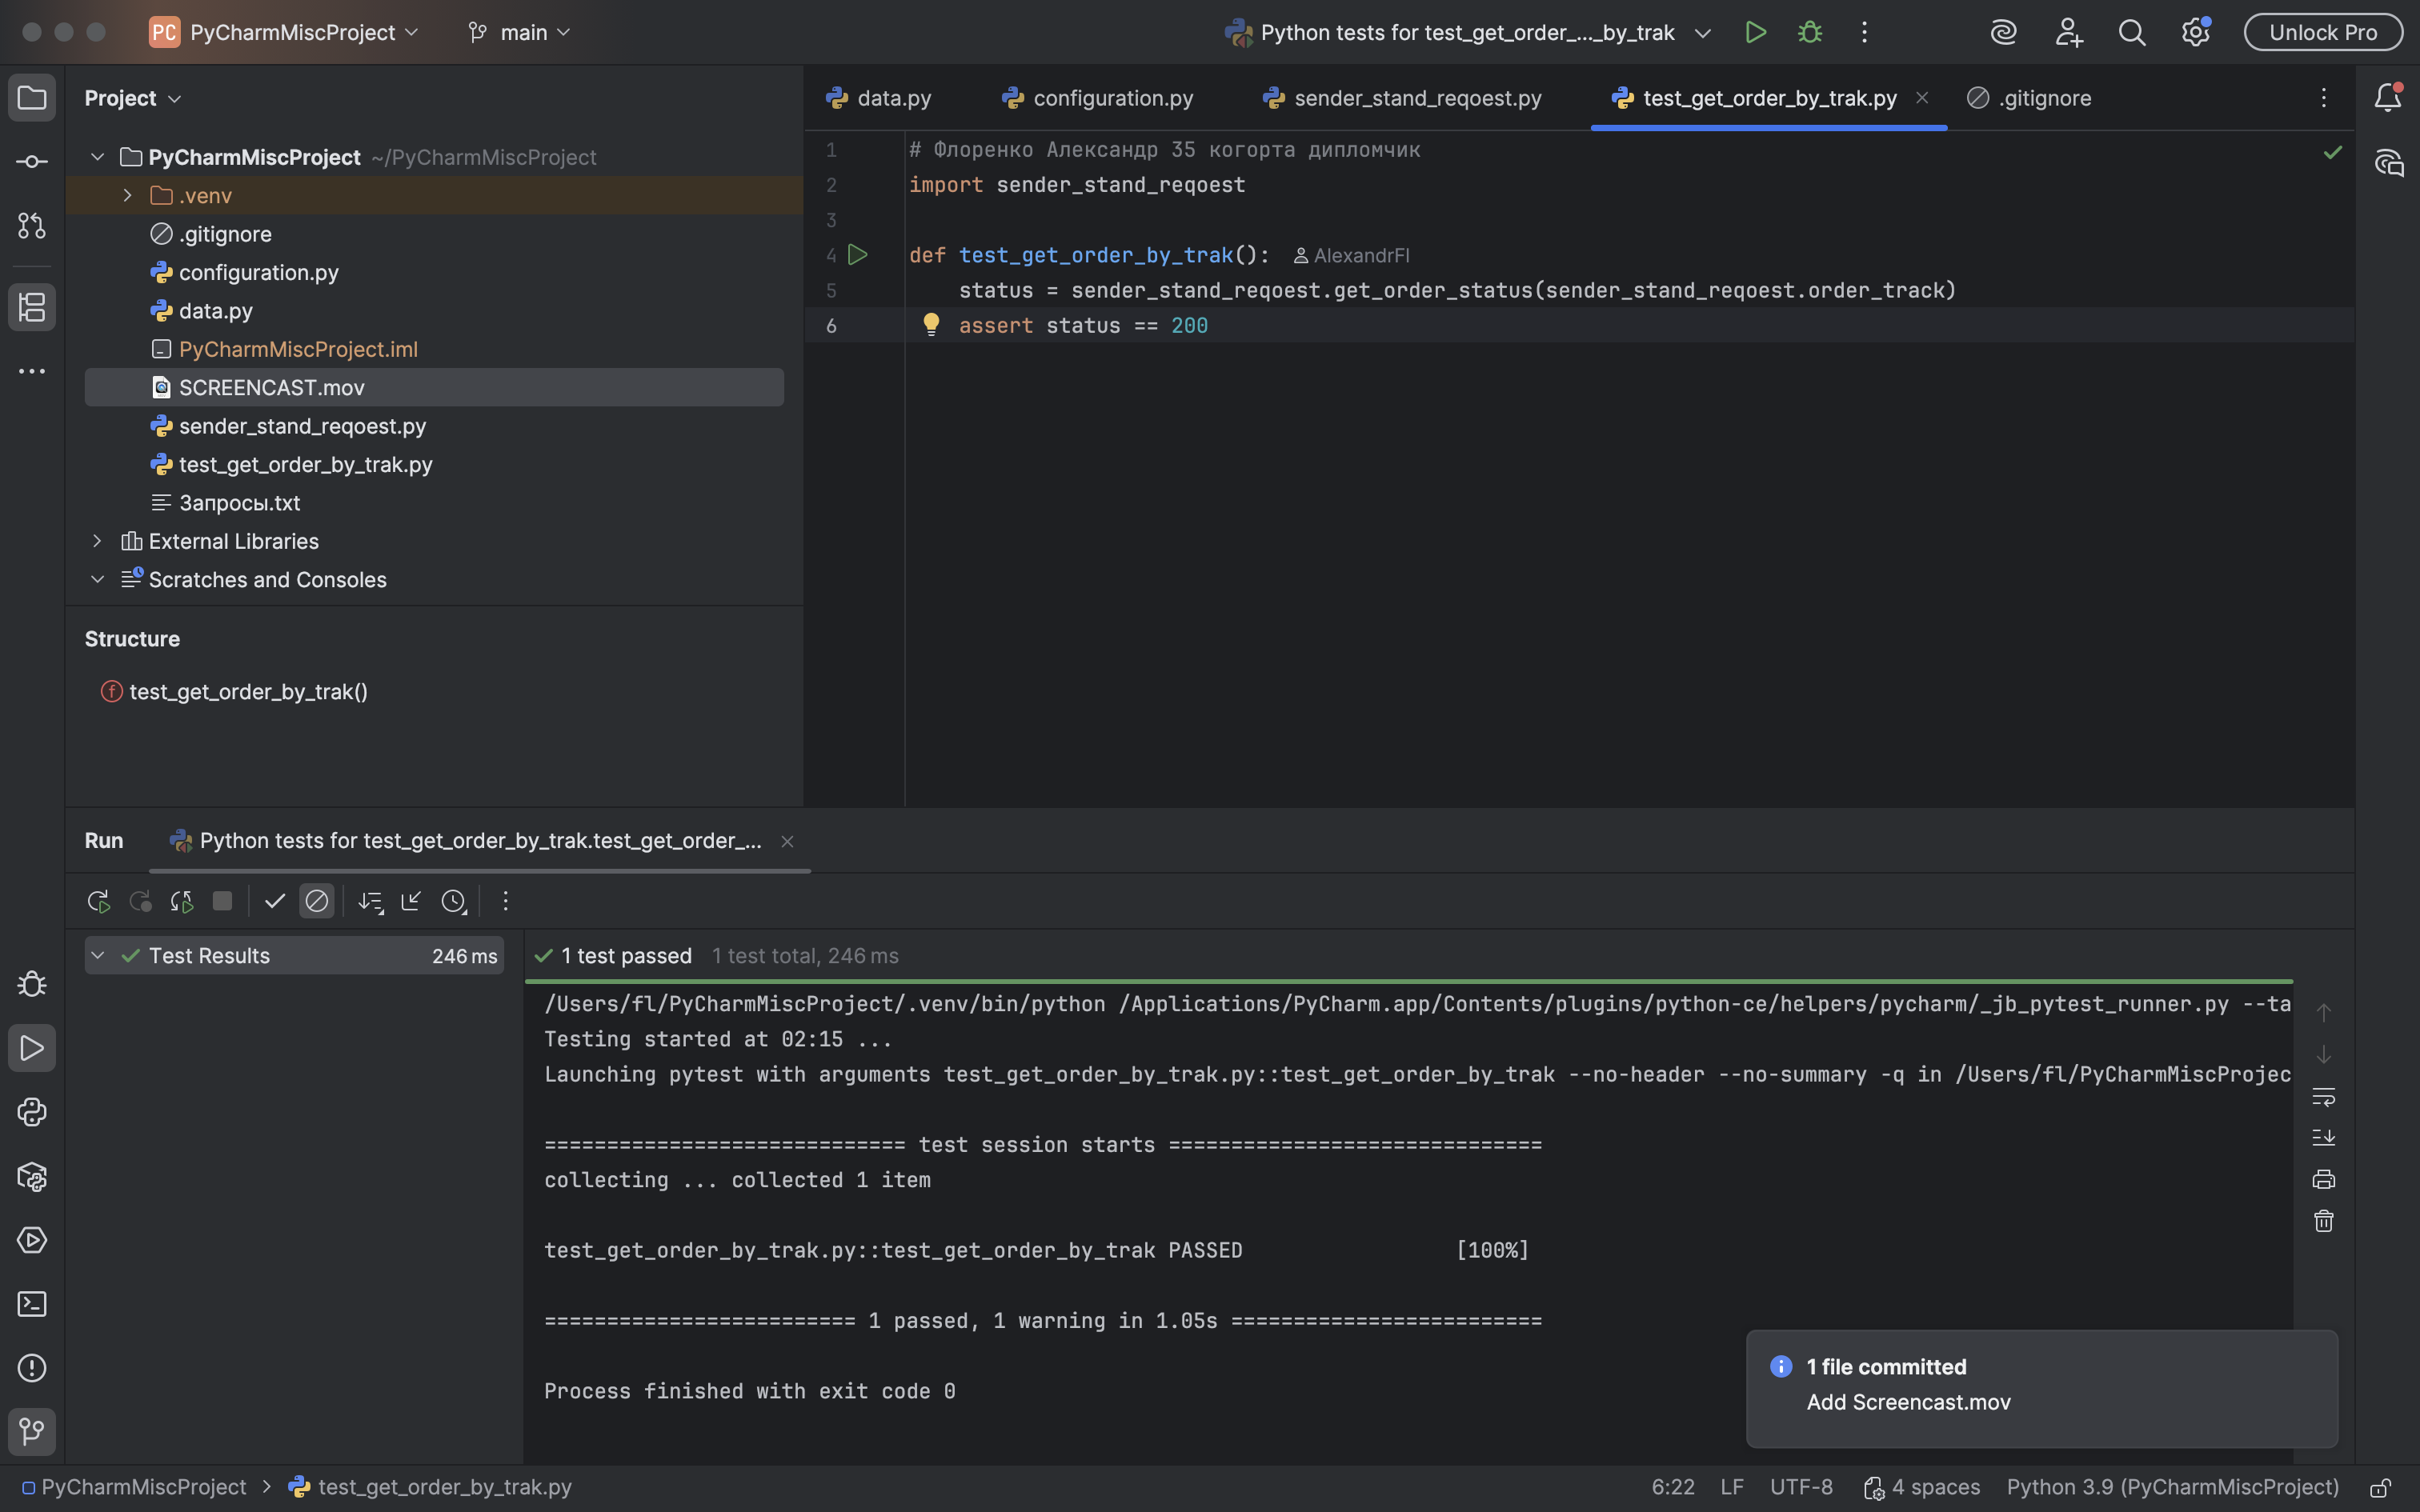 PC PyCharmMiscProject main Python tests for test_get_order_..._by_trak Unlock Pro
Project
PyCharmMiscProject ~/PyCharmMiscProject
.venv
.gitignore
configuration.py
data.py
PyCharmMiscProject.iml
SCREENCAST.mov
sender_stand_reqoest.py
test_get_order_by_trak.py
Запросы.txt
External Libraries
Scratches and Consoles
Structure
f test_get_order_by_trak()
data.py configuration.py sender_stand_reqoest.py test_get_order_by_trak.py .gitignore
1 # Флоренко Александр 35 когорта дипломчик
2 import sender_stand_reqoest
3
4 def test_get_order_by_trak(): AlexandrFl
5 status = sender_stand_reqoest.get_order_status(sender_stand_reqoest.order_track)
6 assert status == 200
Run Python tests for test_get_order_by_trak.test_get_order_...
Test Results 246 ms
1 test passed 1 test total, 246 ms
/Users/fl/PyCharmMiscProject/.venv/bin/python /Applications/PyCharm.app/Contents/plugins/python-ce/helpers/pycharm/_jb_pytest_runner.py --ta
Testing started at 02:15 ...
Launching pytest with arguments test_get_order_by_trak.py::test_get_order_by_trak --no-header --no-summary -q in /Users/fl/PyCharmMiscProjec
============================= test session starts ==============================
collecting ... collected 1 item
test_get_order_by_trak.py::test_get_order_by_trak PASSED [100%]
========================= 1 passed, 1 warning in 1.05s =========================
Process finished with exit code 0
1 file committed
Add Screencast.mov
PyCharmMiscProject > test_get_order_by_trak.py 6:22 LF UTF-8 4 spaces Python 3.9 (PyCharmMiscProject)